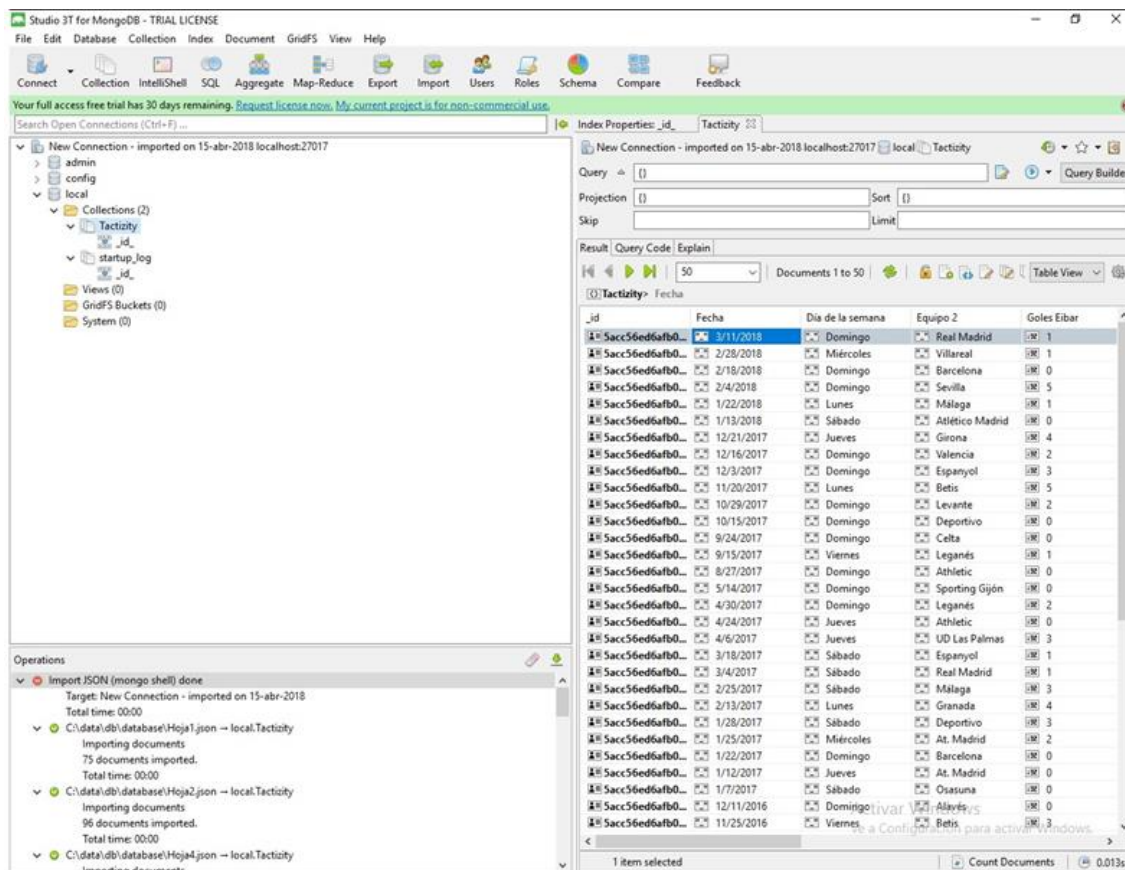 Studio 3T for MongoDB - TRIAL LICENSE
File Edit Database Collection Index Document GridFS View Help
Connect Collection IntelliShell SQL Aggregate Map-Reduce Export Import Users Roles Schema Compare Feedback
Your full access free trial has 30 days remaining. Request license now. My current project is for non-commercial use.
Search Open Connections (Ctrl+F) ...
New Connection - imported on 15-abr-2018 localhost:27017
admin
config
local
Collections (2)
Tactizity
_id_
startup_log
_id_
Views (0)
GridFS Buckets (0)
System (0)
Operations
Import JSON (mongo shell) done
Target: New Connection - imported on 15-abr-2018
Total time: 00:00
C:\data\db\database\Hoja1.json → local.Tactizity
Importing documents
75 documents imported.
Total time: 00:00
C:\data\db\database\Hoja2.json → local.Tactizity
Importing documents
96 documents imported.
Total time: 00:00
C:\data\db\database\Hoja4.json → local.Tactizity
Importing documents
Index Properties: _id_ Tactizity
New Connection - imported on 15-abr-2018 localhost:27017 local Tactizity
Query {} Query Builde
Projection {} Sort {}
Skip Limit
Result Query Code Explain
50 Documents 1 to 50 Table View
Tactizity> Fecha
_id Fecha Día de la semana Equipo 2 Goles Eibar
5acc56ed6afb0... 3/11/2018 Domingo Real Madrid 1
5acc56ed6afb0... 2/28/2018 Miércoles Villareal 1
5acc56ed6afb0... 2/18/2018 Domingo Barcelona 0
5acc56ed6afb0... 2/4/2018 Domingo Sevilla 5
5acc56ed6afb0... 1/22/2018 Lunes Málaga 1
5acc56ed6afb0... 1/13/2018 Sábado Atlético Madrid 0
5acc56ed6afb0... 12/21/2017 Jueves Girona 4
5acc56ed6afb0... 12/16/2017 Domingo Valencia 2
5acc56ed6afb0... 12/3/2017 Domingo Espanyol 3
5acc56ed6afb0... 11/20/2017 Lunes Betis 5
5acc56ed6afb0... 10/29/2017 Domingo Levante 2
5acc56ed6afb0... 10/15/2017 Domingo Deportivo 0
5acc56ed6afb0... 9/24/2017 Domingo Celta 0
5acc56ed6afb0... 9/15/2017 Viernes Leganés 1
5acc56ed6afb0... 8/27/2017 Domingo Athletic 0
5acc56ed6afb0... 5/14/2017 Domingo Sporting Gijón 0
5acc56ed6afb0... 4/30/2017 Domingo Leganés 2
5acc56ed6afb0... 4/24/2017 Jueves Athletic 0
5acc56ed6afb0... 4/6/2017 Jueves UD Las Palmas 3
5acc56ed6afb0... 3/18/2017 Sábado Espanyol 1
5acc56ed6afb0... 3/4/2017 Sábado Real Madrid 1
5acc56ed6afb0... 2/25/2017 Sábado Málaga 3
5acc56ed6afb0... 2/13/2017 Lunes Granada 4
5acc56ed6afb0... 1/28/2017 Sábado Deportivo 3
5acc56ed6afb0... 1/25/2017 Miércoles At. Madrid 2
5acc56ed6afb0... 1/22/2017 Domingo Barcelona 0
5acc56ed6afb0... 1/12/2017 Jueves At. Madrid 0
5acc56ed6afb0... 1/7/2017 Sábado Osasuna 0
5acc56ed6afb0... 12/11/2016 Domingo Alavés 0
5acc56ed6afb0... 11/25/2016 Viernes Betis 3
Activar Windows
Ve a Configuración para activar Windows.
1 item selected Count Documents 0.013s